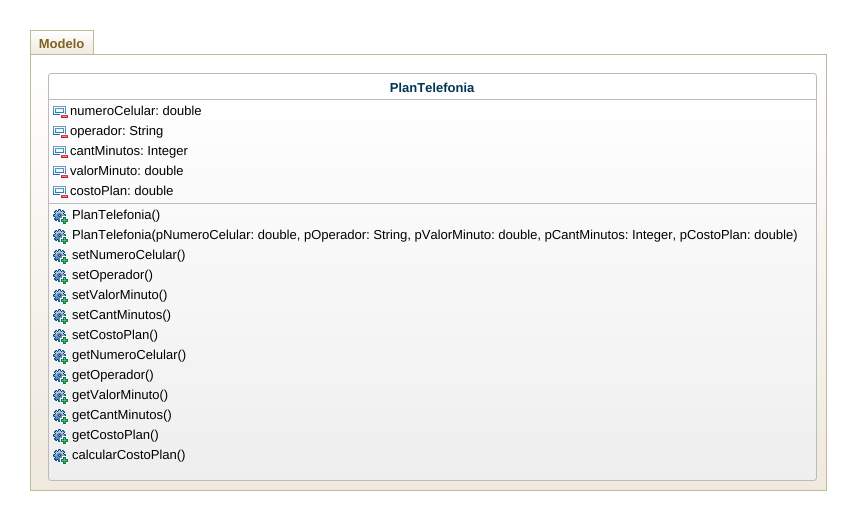 Modelo
PlanTelefonia
numeroCelular: double
operador: String
cantMinutos: Integer
valorMinuto: double
costoPlan: double
PlanTelefonia()
PlanTelefonia(pNumeroCelular: double, pOperador: String, pValorMinuto: double, pCantMinutos: Integer, pCostoPlan: double)
setNumeroCelular()
setOperador()
setValorMinuto()
setCantMinutos()
setCostoPlan()
getNumeroCelular()
getOperador()
getValorMinuto()
getCantMinutos()
getCostoPlan()
calcularCostoPlan()